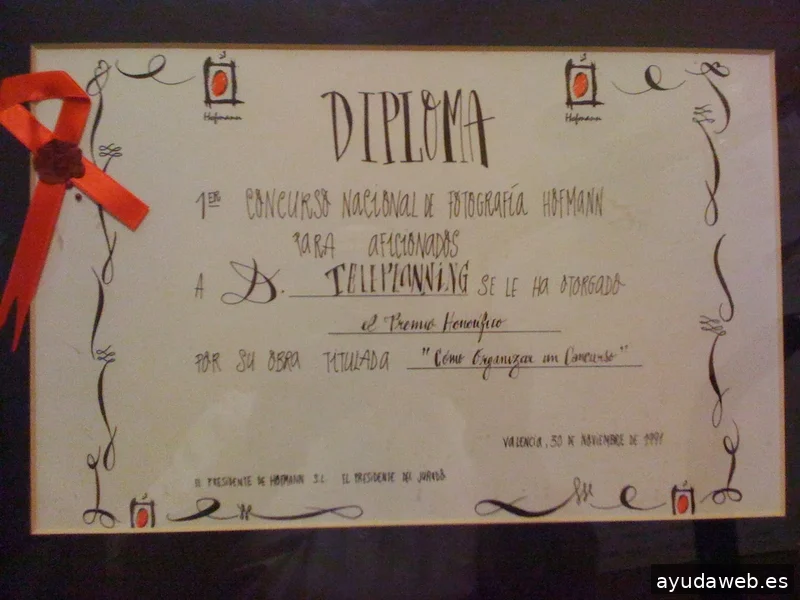 Hofmann
Hofmann
DIPLOMA
1ER CONCURSO NACIONAL DE FOTOGRAFÍA HOFMANN
PARA AFICIONADOS
A D. TELEPLANNING SE LE HA OTORGADO
el Premio Honorífico
POR SU OBRA TITULADA "Cómo Organizar un Concurso"
VALENCIA, 30 DE NOVIEMBRE DE 1991
EL PRESIDENTE DE HOFMANN S.L. EL PRESIDENTE DEL JURADO
ayudaweb.es